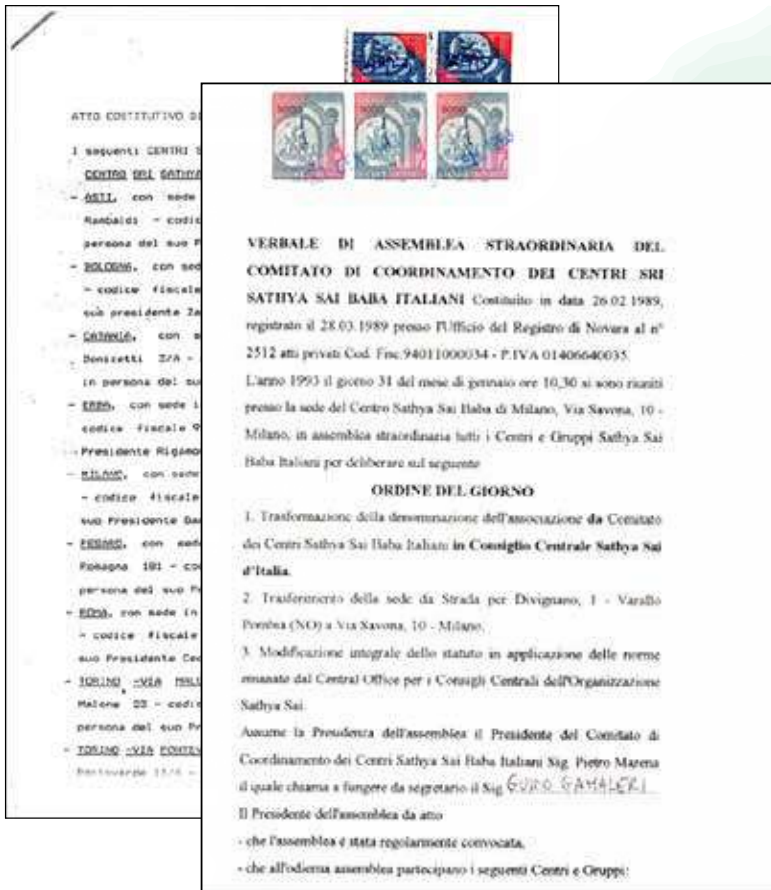 ATTO COSTITUTIVO
I seguenti CENTRI
CENTRO SRI SATHYA
- ASTI, con sede
Rambaldi - codic
persona del suo P
- BOLOGNA, con sed
- codice fiscale
suo presidente Za
- CATANIA, con s
Donizetti 2/A -
in persona del su
- ERBA, con sede i
codice fiscale 9
Presidente Rigamo
- MILANO, con sede
- codice fiscale
suo Presidente
- PESARO, con sede
Romagna 181 - co
persona del suo
- ROMA, con sede in
- codice fiscale
suo Presidente
- TORINO -VIA
Malone 23 - codi
persona del suo Pr
- TORINO -VIA
VERBALE DI ASSEMBLEA STRAORDINARIA DEL
COMITATO DI COORDINAMENTO DEI CENTRI SRI
SATHYA SAI BABA ITALIANI Costituito in data 26.02.1989,
registrato il 28.03.1989 presso l'Ufficio del Registro di Novara al n°
2512 atti privati Cod. Fisc.94011000034 - P.IVA 01406640035.
L'anno 1993 il giorno 31 del mese di gennaio ore 10,30 si sono riuniti
presso la sede del Centro Sathya Sai Baba di Milano, Via Savona, 10 -
Milano, in assemblea straordinaria tutti i Centri e Gruppi Sathya Sai
Baba Italiani per deliberare sul seguente
ORDINE DEL GIORNO
1. Trasformazione della denominazione dell'associazione da Comitato
dei Centri Sathya Sai Baba Italiani in Consiglio Centrale Sathya Sai
d'Italia.
2. Trasferimento della sede da Strada per Divignano, 1 - Varallo
Pombia (NO) a Via Savona, 10 - Milano.
3. Modificazione integrale dello statuto in applicazione delle norme
emanate dal Central Office per i Consigli Centrali dell'Organizzazione
Sathya Sai.
Assume la Presidenza dell'assemblea il Presidente del Comitato di
Coordinamento dei Centri Sathya Sai Baba Italiani Sig. Pietro Marena
il quale chiama a fungere da segretario il Sig. GUIDO GAMALERI
Il Presidente dell'assemblea da atto
- che l'assemblea è stata regolarmente convocata,
- che all'odierna assemblea partecipano i seguenti Centri e Gruppi: